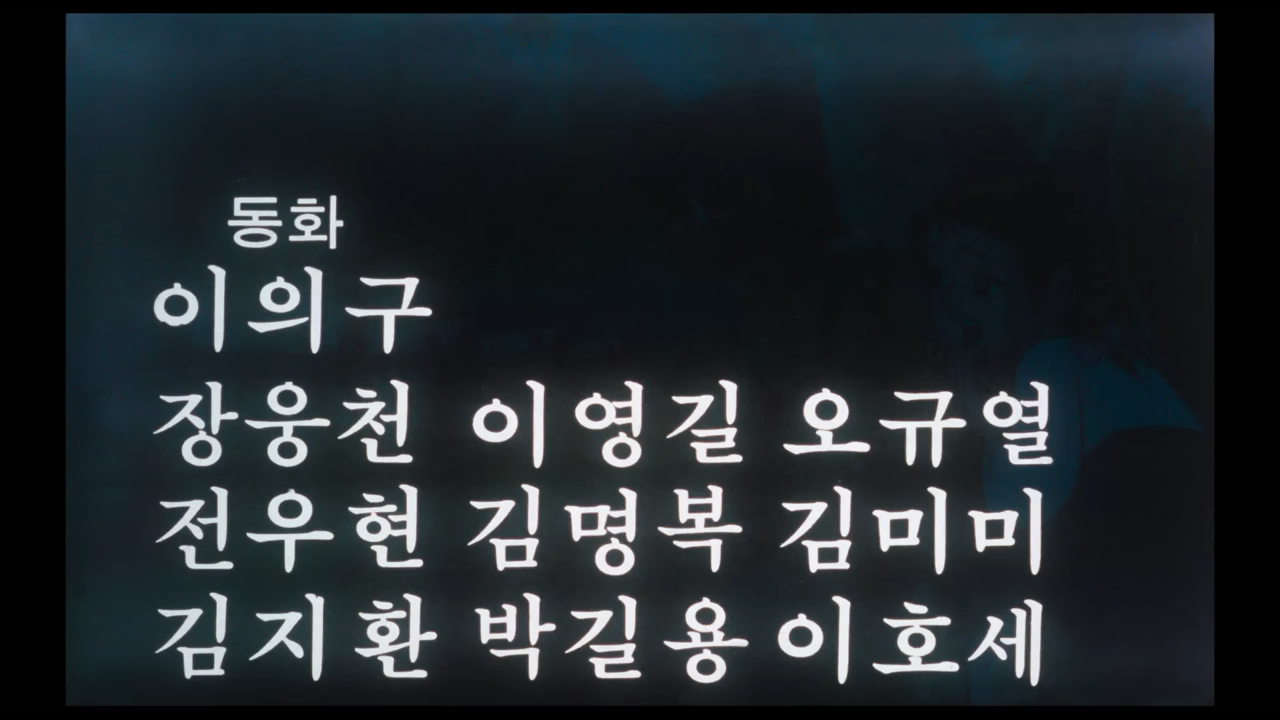 동화
이의구
장웅천 이영길 오규열
전우현 김명복 김미미
김지환 박길용 이호세